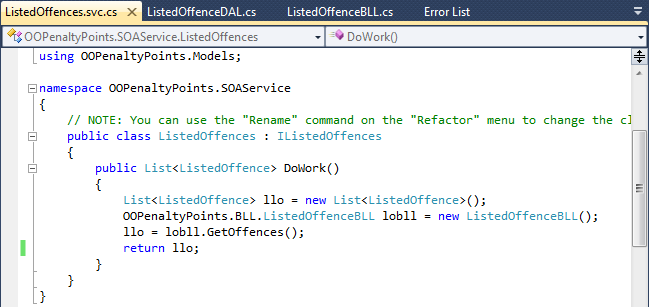 ListedOffences.svc.cs ListedOffenceDAL.cs ListedOffenceBLL.cs Error List
OOPenaltyPoints.SOAService.ListedOffences DoWork()
using OOPenaltyPoints.Models;
namespace OOPenaltyPoints.SOAService
{
// NOTE: You can use the "Rename" command on the "Refactor" menu to change the cl
public class ListedOffences : IListedOffences
{
public List<ListedOffence> DoWork()
{
List<ListedOffence> llo = new List<ListedOffence>();
OOPenaltyPoints.BLL.ListedOffenceBLL lobll = new ListedOffenceBLL();
llo = lobll.GetOffences();
return llo;
}
}
}